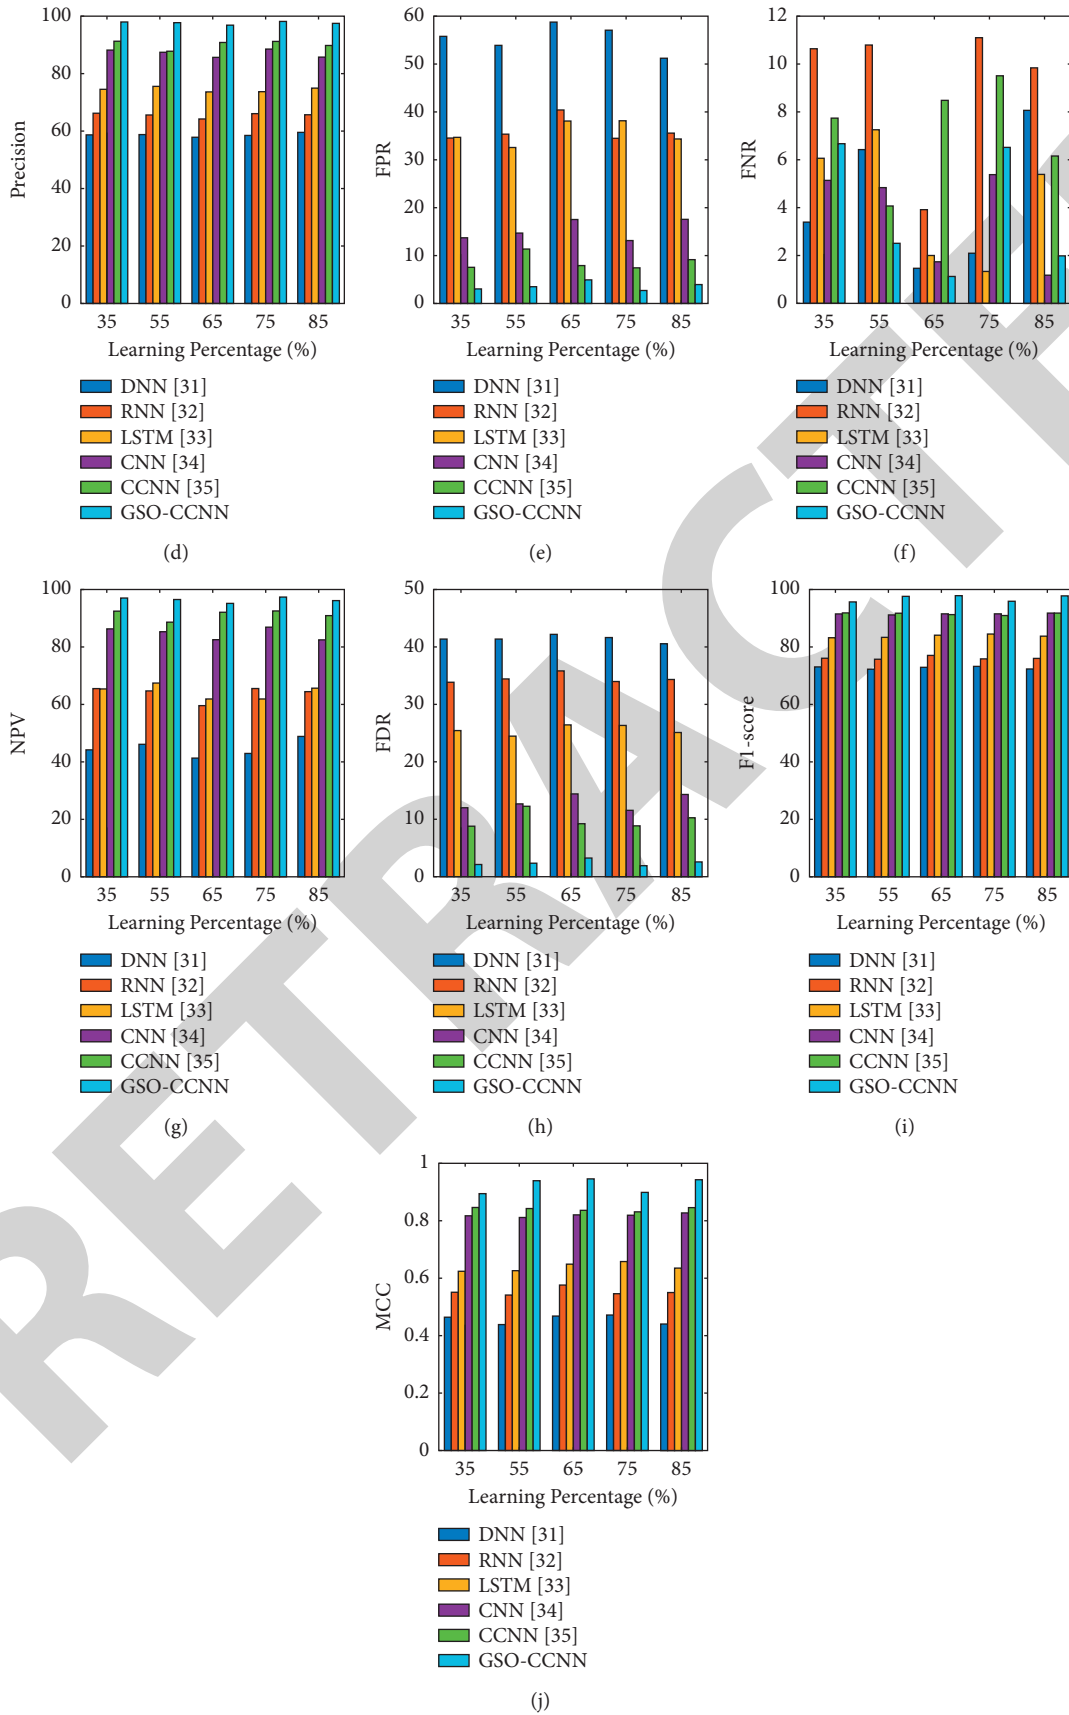 Precision
100
80
60
40
20
0
35 55 65 75 85
Learning Percentage (%)
DNN [31]
RNN [32]
LSTM [33]
CNN [34]
CCNN [35]
GSO-CCNN
(d)
FPR
60
50
40
30
20
10
0
35 55 65 75 85
Learning Percentage (%)
DNN [31]
RNN [32]
LSTM [33]
CNN [34]
CCNN [35]
GSO-CCNN
(e)
FNR
12
10
8
6
4
2
0
35 55 65 75 85
Learning Percentage (%)
DNN [31]
RNN [32]
LSTM [33]
CNN [34]
CCNN [35]
GSO-CCNN
(f)
NPV
100
80
60
40
20
0
35 55 65 75 85
Learning Percentage (%)
DNN [31]
RNN [32]
LSTM [33]
CNN [34]
CCNN [35]
GSO-CCNN
(g)
FDR
50
40
30
20
10
0
35 55 65 75 85
Learning Percentage (%)
DNN [31]
RNN [32]
LSTM [33]
CNN [34]
CCNN [35]
GSO-CCNN
(h)
F1-score
100
80
60
40
20
0
35 55 65 75 85
Learning Percentage (%)
DNN [31]
RNN [32]
LSTM [33]
CNN [34]
CCNN [35]
GSO-CCNN
(i)
MCC
1
0.8
0.6
0.4
0.2
0
35 55 65 75 85
Learning Percentage (%)
DNN [31]
RNN [32]
LSTM [33]
CNN [34]
CCNN [35]
GSO-CCNN
(j)
RETRACTE